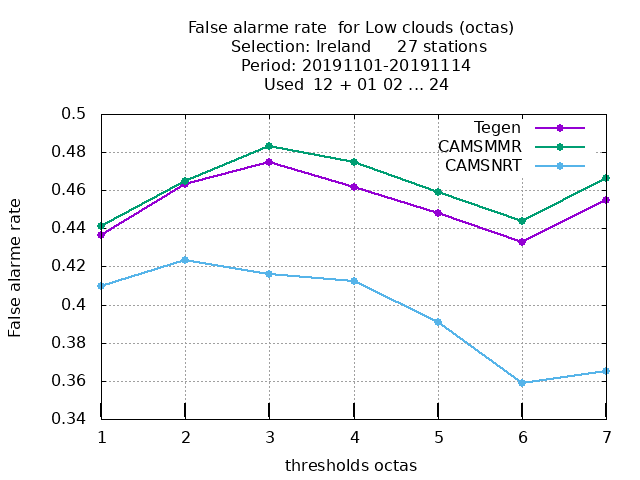 False alarme rate  for Low clouds (octas)
Selection: Ireland     27 stations
Period: 20191101-20191114
Used  12 + 01 02 ... 24
0.5
0.48
0.46
0.44
0.42
0.4
0.38
0.36
0.34
False alarme rate
Tegen
CAMSMMR
CAMSNRT
1 2 3 4 5 6 7
thresholds octas